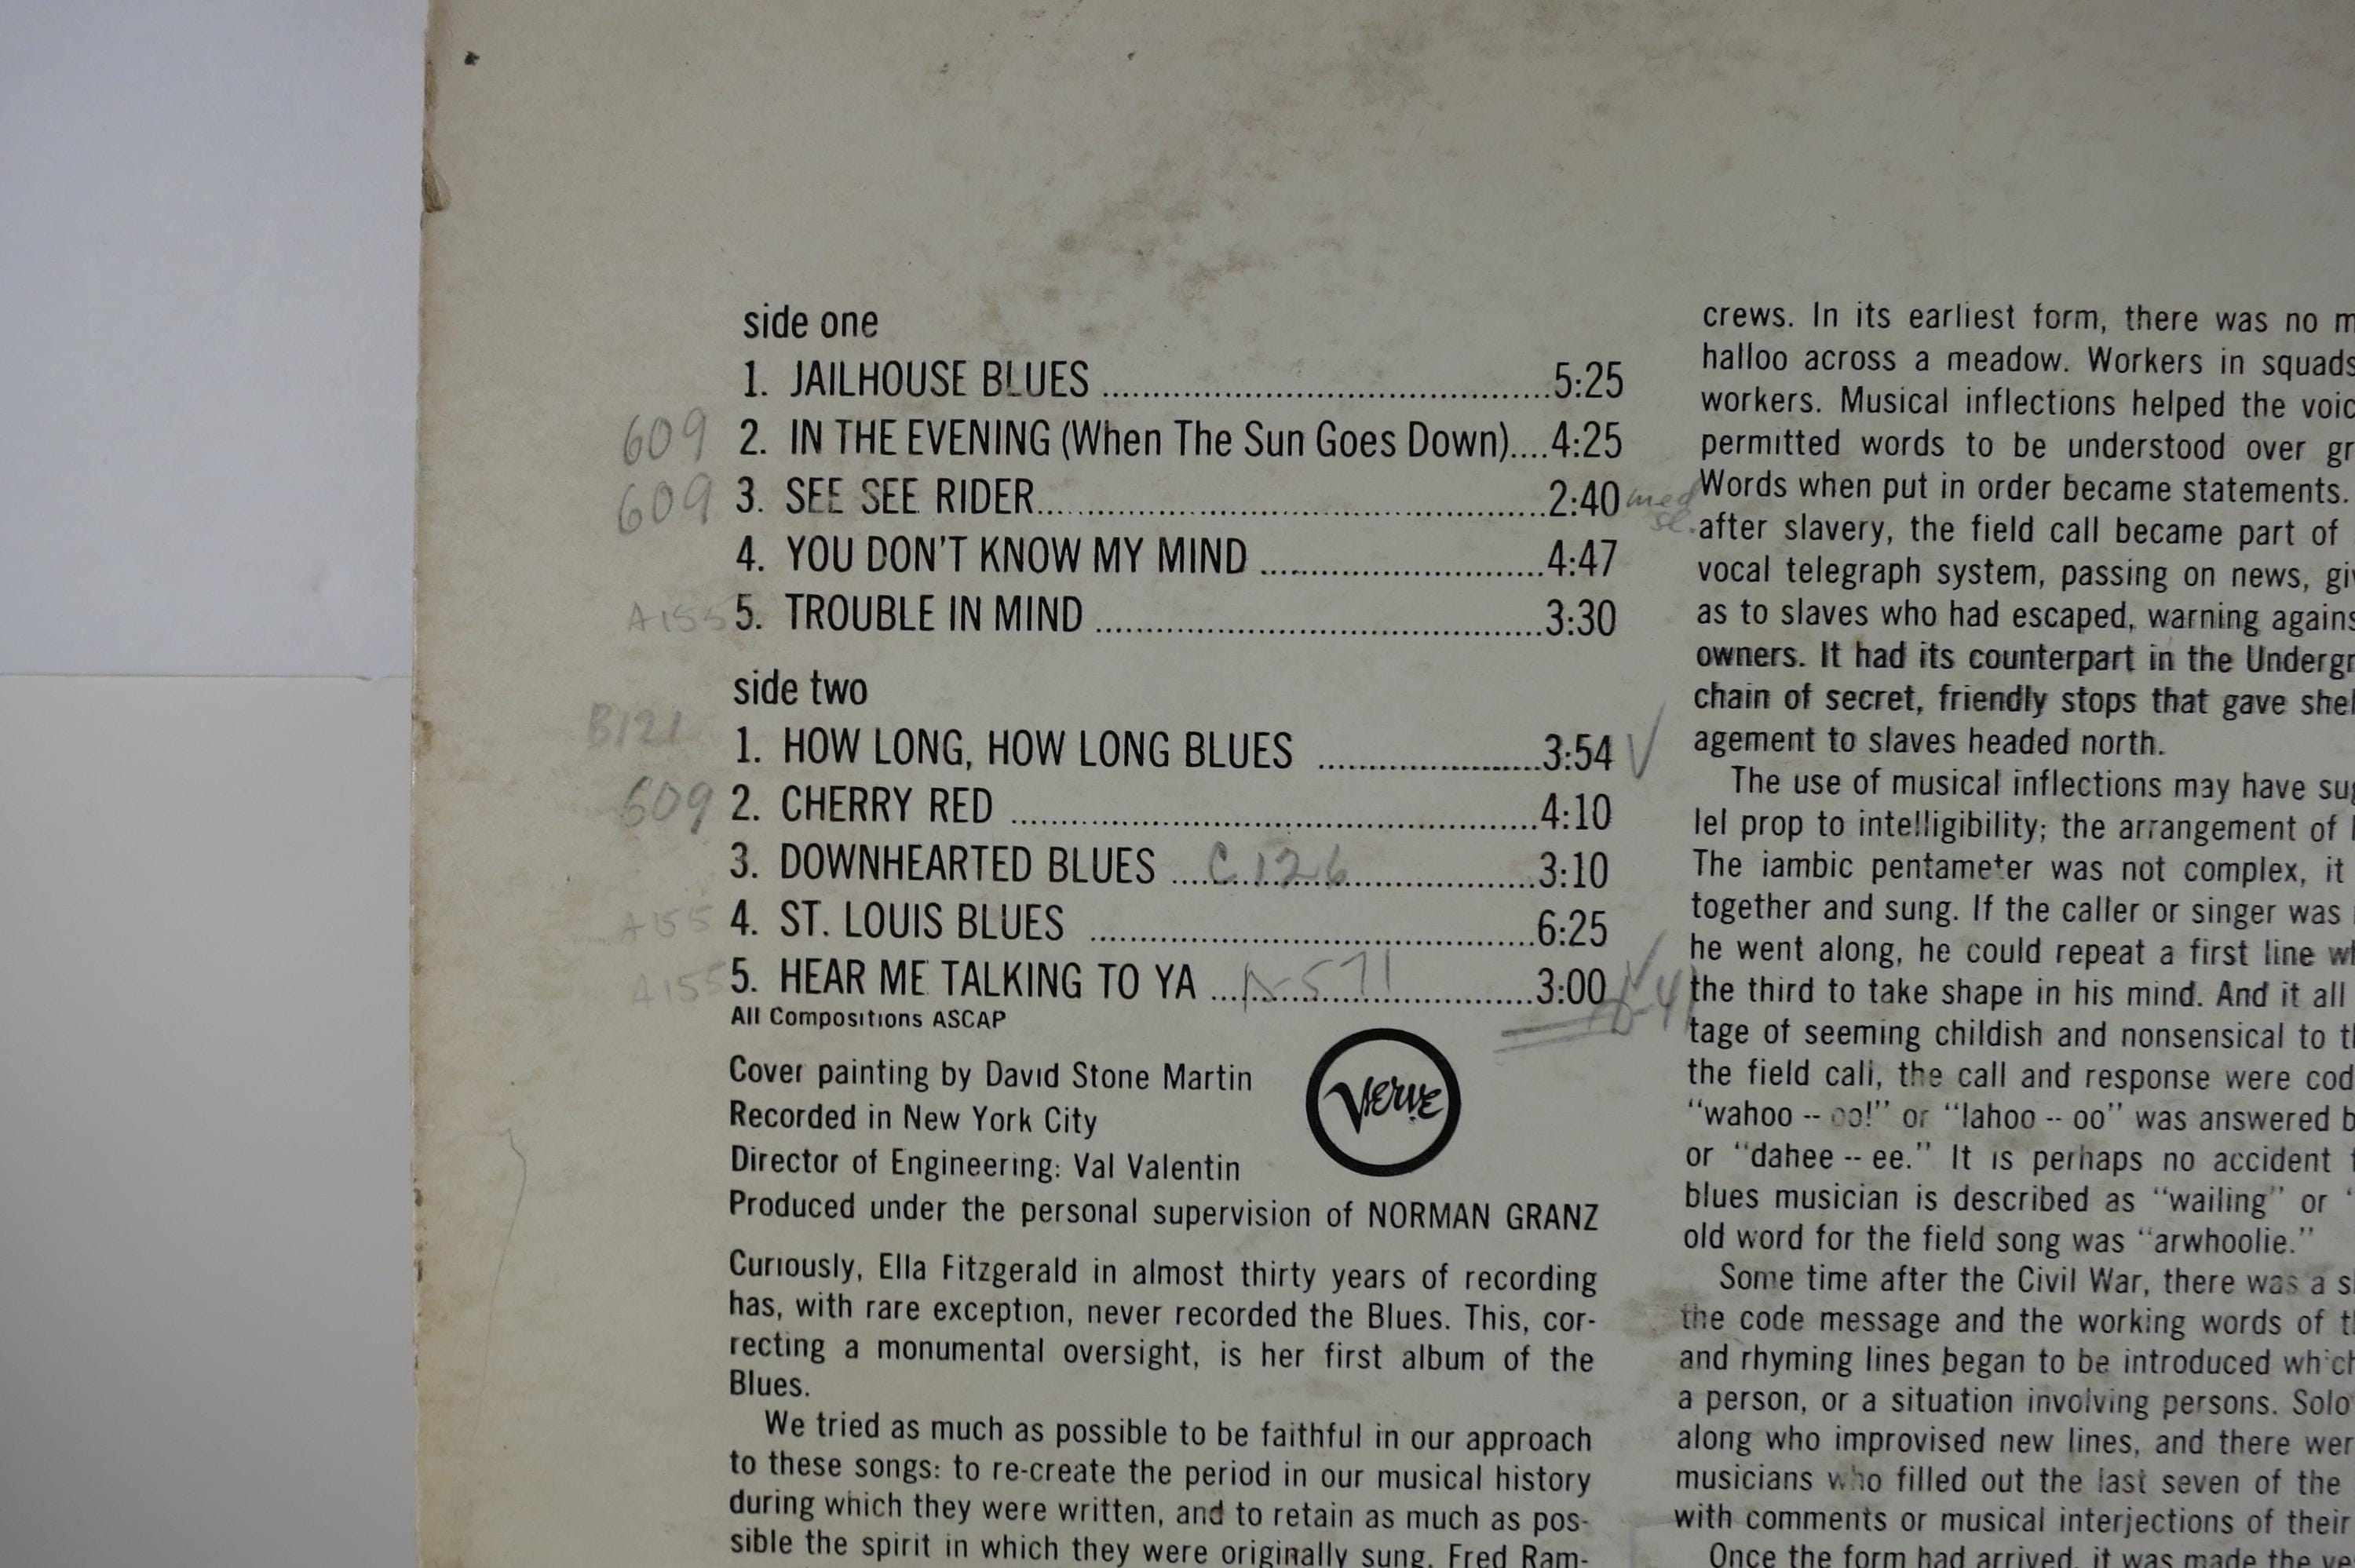 side one
1. JAILHOUSE BLUES ........................................ 5:25
609 2. IN THE EVENING (When The Sun Goes Down).... 4:25
609 3. SEE SEE RIDER............................................. 2:40 med
sl.
4. YOU DON'T KNOW MY MIND ......................... 4:47
A155 5. TROUBLE IN MIND ....................................... 3:30
side two
B121
1. HOW LONG, HOW LONG BLUES .................... 3:54 ✓
609 2. CHERRY RED .............................................. 4:10
3. DOWNHEARTED BLUES .... C126 .................. 3:10
A155 4. ST. LOUIS BLUES ....................................... 6:25
A155 5. HEAR ME TALKING TO YA ............................ 3:00
All Compositions ASCAP
Cover painting by David Stone Martin
Recorded in New York City
Director of Engineering: Val Valentin
Produced under the personal supervision of NORMAN GRANZ
Verve
Curiously, Ella Fitzgerald in almost thirty years of recording
has, with rare exception, never recorded the Blues. This, cor-
recting a monumental oversight, is her first album of the
Blues.
We tried as much as possible to be faithful in our approach
to these songs: to re-create the period in our musical history
during which they were written, and to retain as much as pos-
sible the spirit in which they were originally sung. Fred Ram-
crews. In its earliest form, there was no
halloo across a meadow. Workers in squads
workers. Musical inflections helped the
permitted words to be understood over
Words when put in order became statements.
after slavery, the field call became part of
vocal telegraph system, passing on news,
as to slaves who had escaped, warning
owners. It had its counterpart in the
chain of secret, friendly stops that gave
agement to slaves headed north.
The use of musical inflections may have
lel prop to intelligibility; the arrangement of
The iambic pentameter was not complex, it
together and sung. If the caller or singer was
he went along, he could repeat a first line
the third to take shape in his mind. And it all
tage of seeming childish and nonsensical to
the field call, the call and response were
"wahoo -- oo!" or "lahoo -- oo" was answered
or "dahee -- ee." It is perhaps no accident
blues musician is described as "wailing" or
old word for the field song was "arwhoolie."
Some time after the Civil War, there was a
the code message and the working words of
and rhyming lines began to be introduced which
a person, or a situation involving persons. Solo
along who improvised new lines, and there
musicians who filled out the last seven of the
with comments or musical interjections of their
Once the form had arrived, it was made the